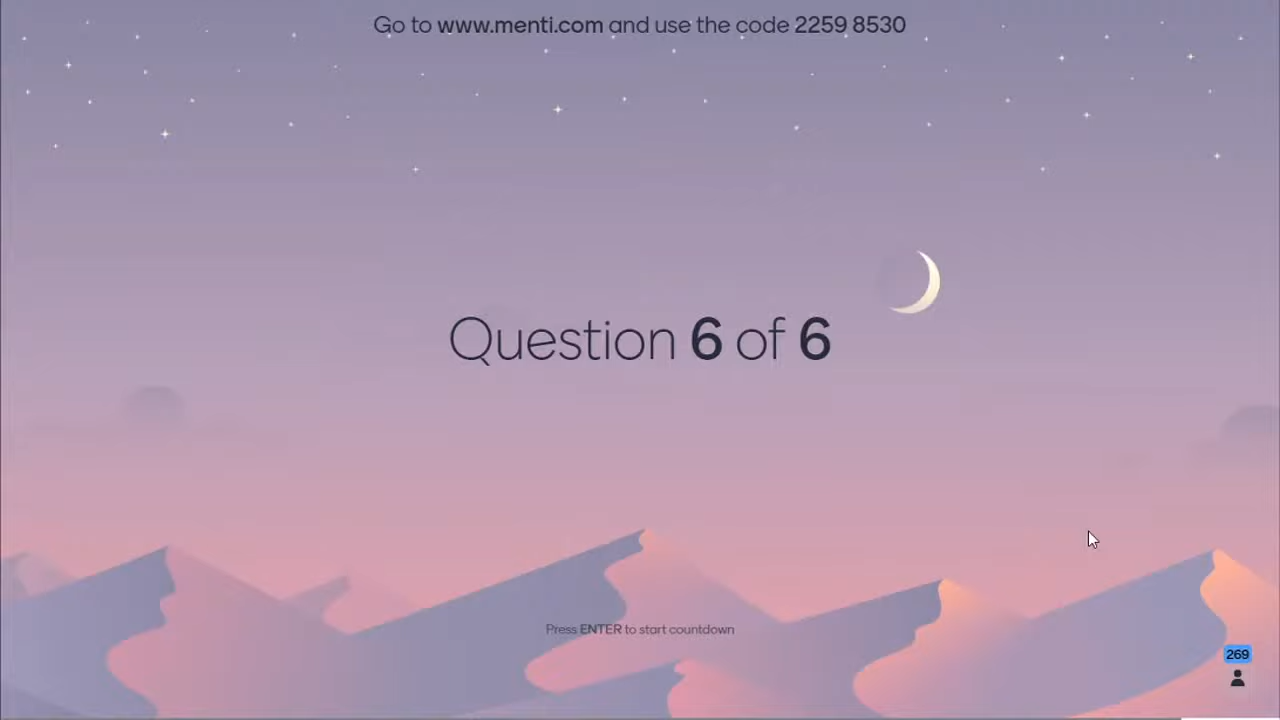 Go to www.menti.com and use the code 2259 8530
Question 6 of 6
Press ENTER to start countdown
269